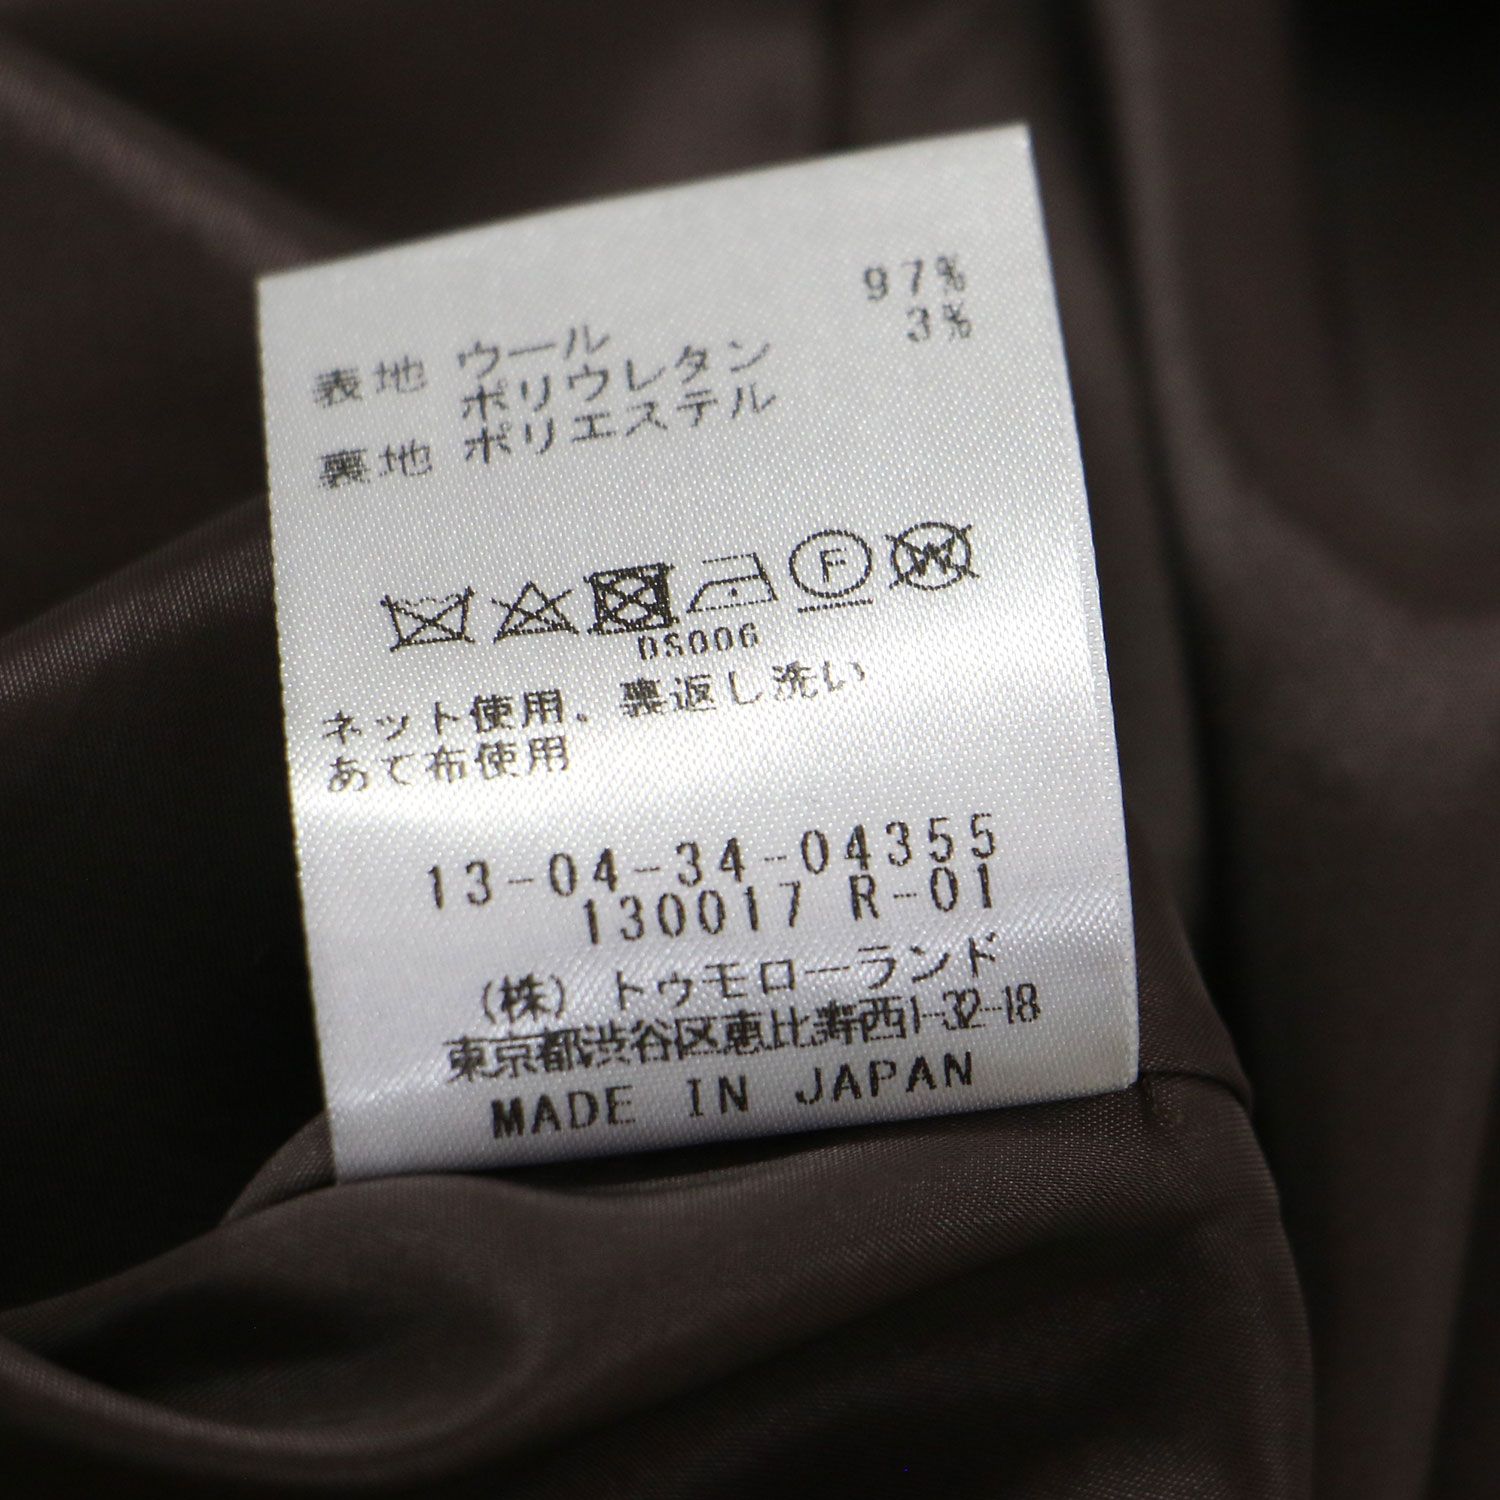 表地 ウール 97%
ポリウレタン 3%
裏地 ポリエステル
DS006
ネット使用、裏返し洗い
あて布使用
13-04-34-04355
130017 R-01
(株) トゥモローランド
東京都渋谷区恵比寿西1-32-18
MADE IN JAPAN